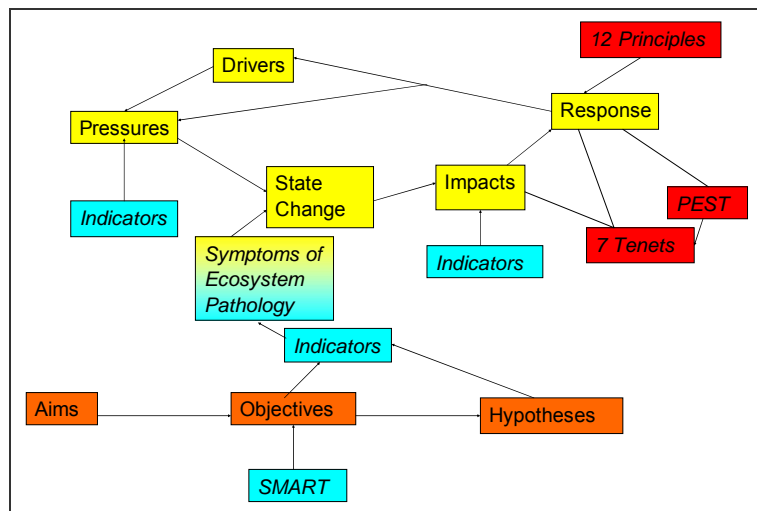 12 Principles
Drivers
Response
Pressures
State
Change
Impacts
Indicators
PEST
7 Tenets
Symptoms of
Ecosystem
Pathology
Indicators
Indicators
Aims
Objectives
Hypotheses
SMART